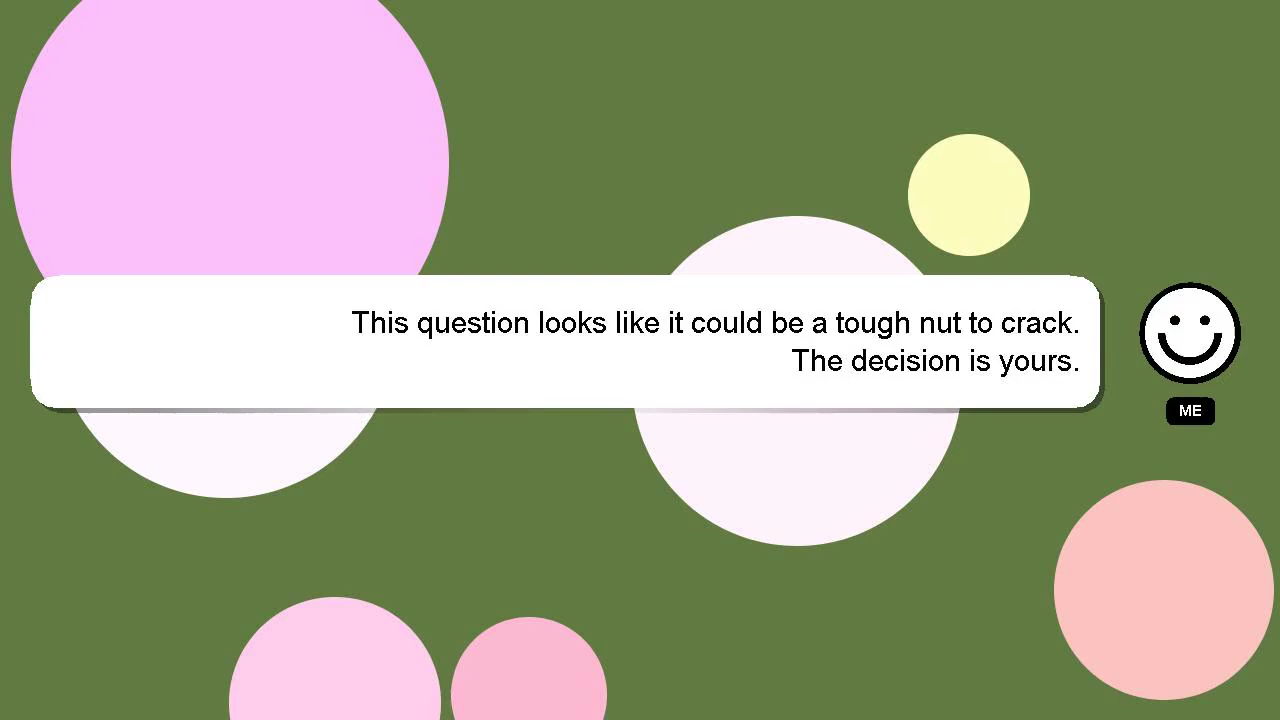 This question looks like it could be a tough nut to crack.
The decision is yours.
ME